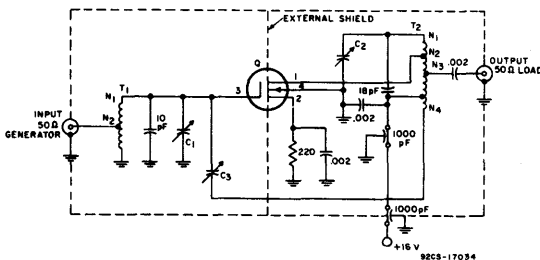 EXTERNAL SHIELD
T2
N1
N2
N3
N4
C2
.002
OUTPUT
50Ω LOAD
Q
1
4
3
2
18pF
.002
T1
N1
N2
INPUT
50Ω
GENERATOR
10
pF
C1
C3
220
.002
1000
pF
1000pF
+15 V
92CS-17034